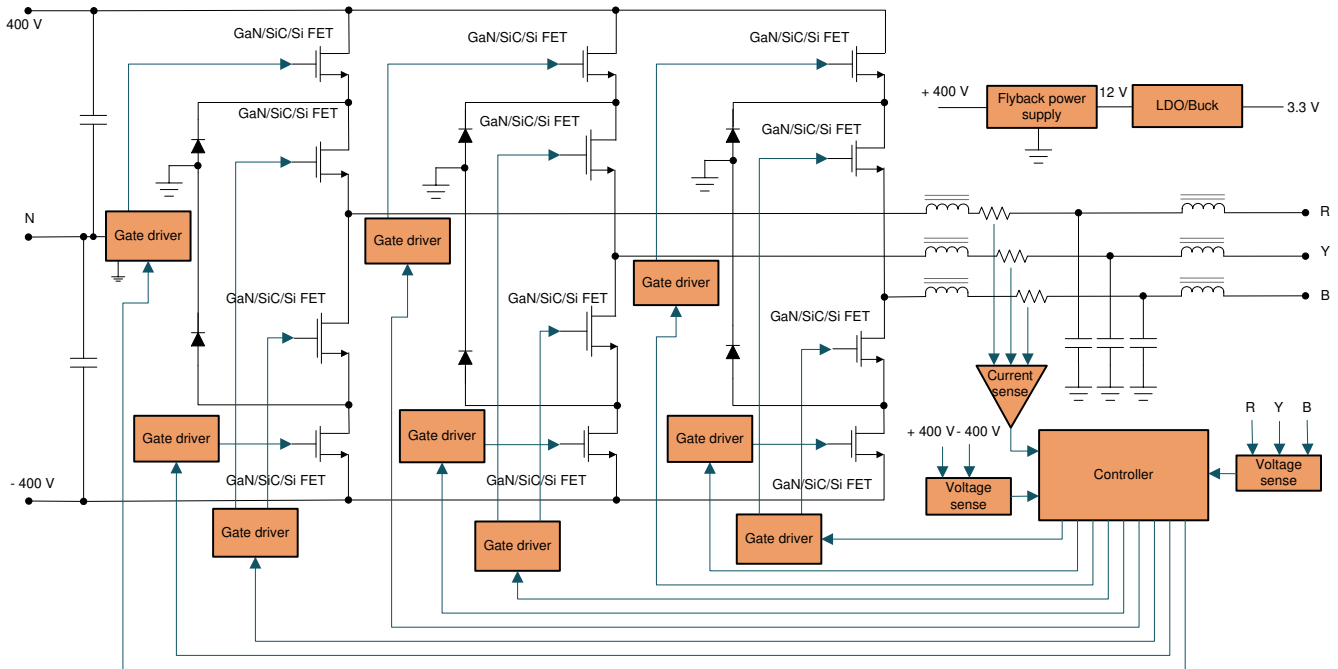 400 V
GaN/SiC/Si FET
GaN/SiC/Si FET
GaN/SiC/Si FET
GaN/SiC/Si FET
GaN/SiC/Si FET
GaN/SiC/Si FET
+ 400 V
Flyback power
supply
12 V
LDO/Buck
3.3 V
N
Gate driver
Gate driver
Gate driver
R
Y
B
GaN/SiC/Si FET
GaN/SiC/Si FET
GaN/SiC/Si FET
Current
sense
Gate driver
Gate driver
Gate driver
+ 400 V
- 400 V
R
Y
B
Controller
Voltage
sense
Voltage
sense
- 400 V
GaN/SiC/Si FET
GaN/SiC/Si FET
GaN/SiC/Si FET
Gate driver
Gate driver
Gate driver